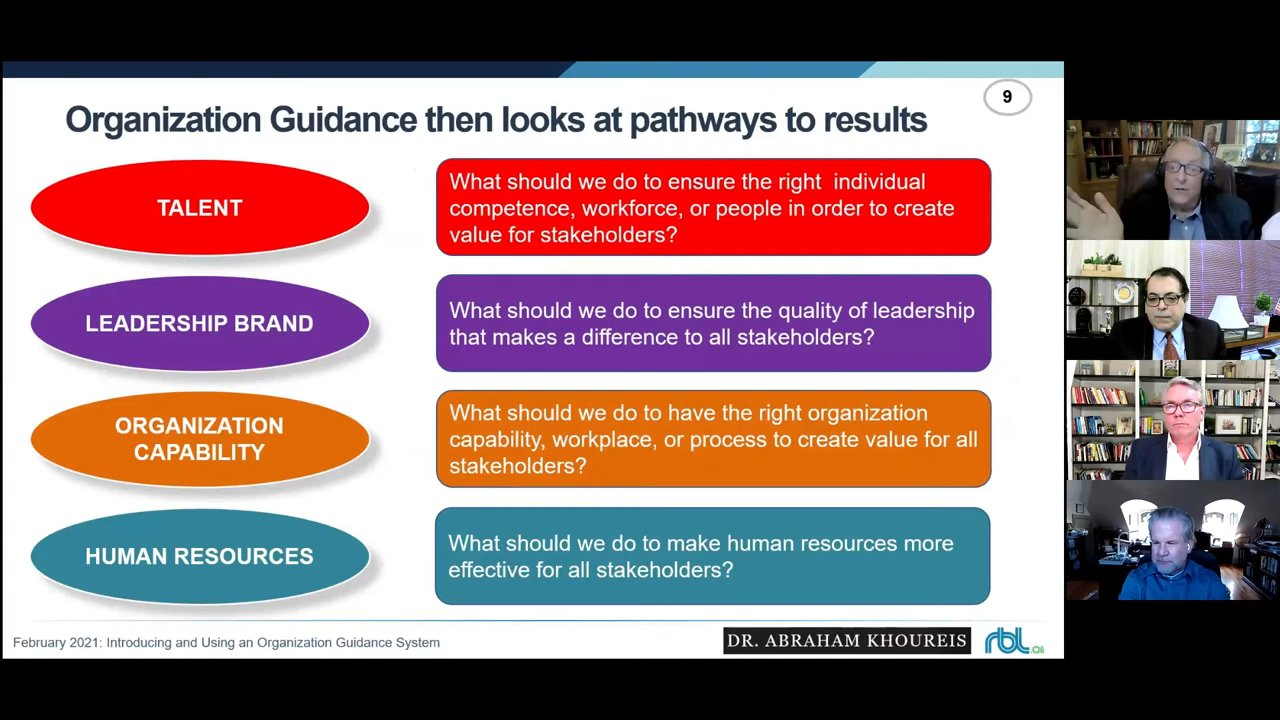 9
Organization Guidance then looks at pathways to results
TALENT
What should we do to ensure the right individual
competence, workforce, or people in order to create
value for stakeholders?
LEADERSHIP BRAND
What should we do to ensure the quality of leadership
that makes a difference to all stakeholders?
ORGANIZATION
CAPABILITY
What should we do to have the right organization
capability, workplace, or process to create value for all
stakeholders?
HUMAN RESOURCES
What should we do to make human resources more
effective for all stakeholders?
February 2021: Introducing and Using an Organization Guidance System
DR. ABRAHAM KHOUREIS
rbl.ai